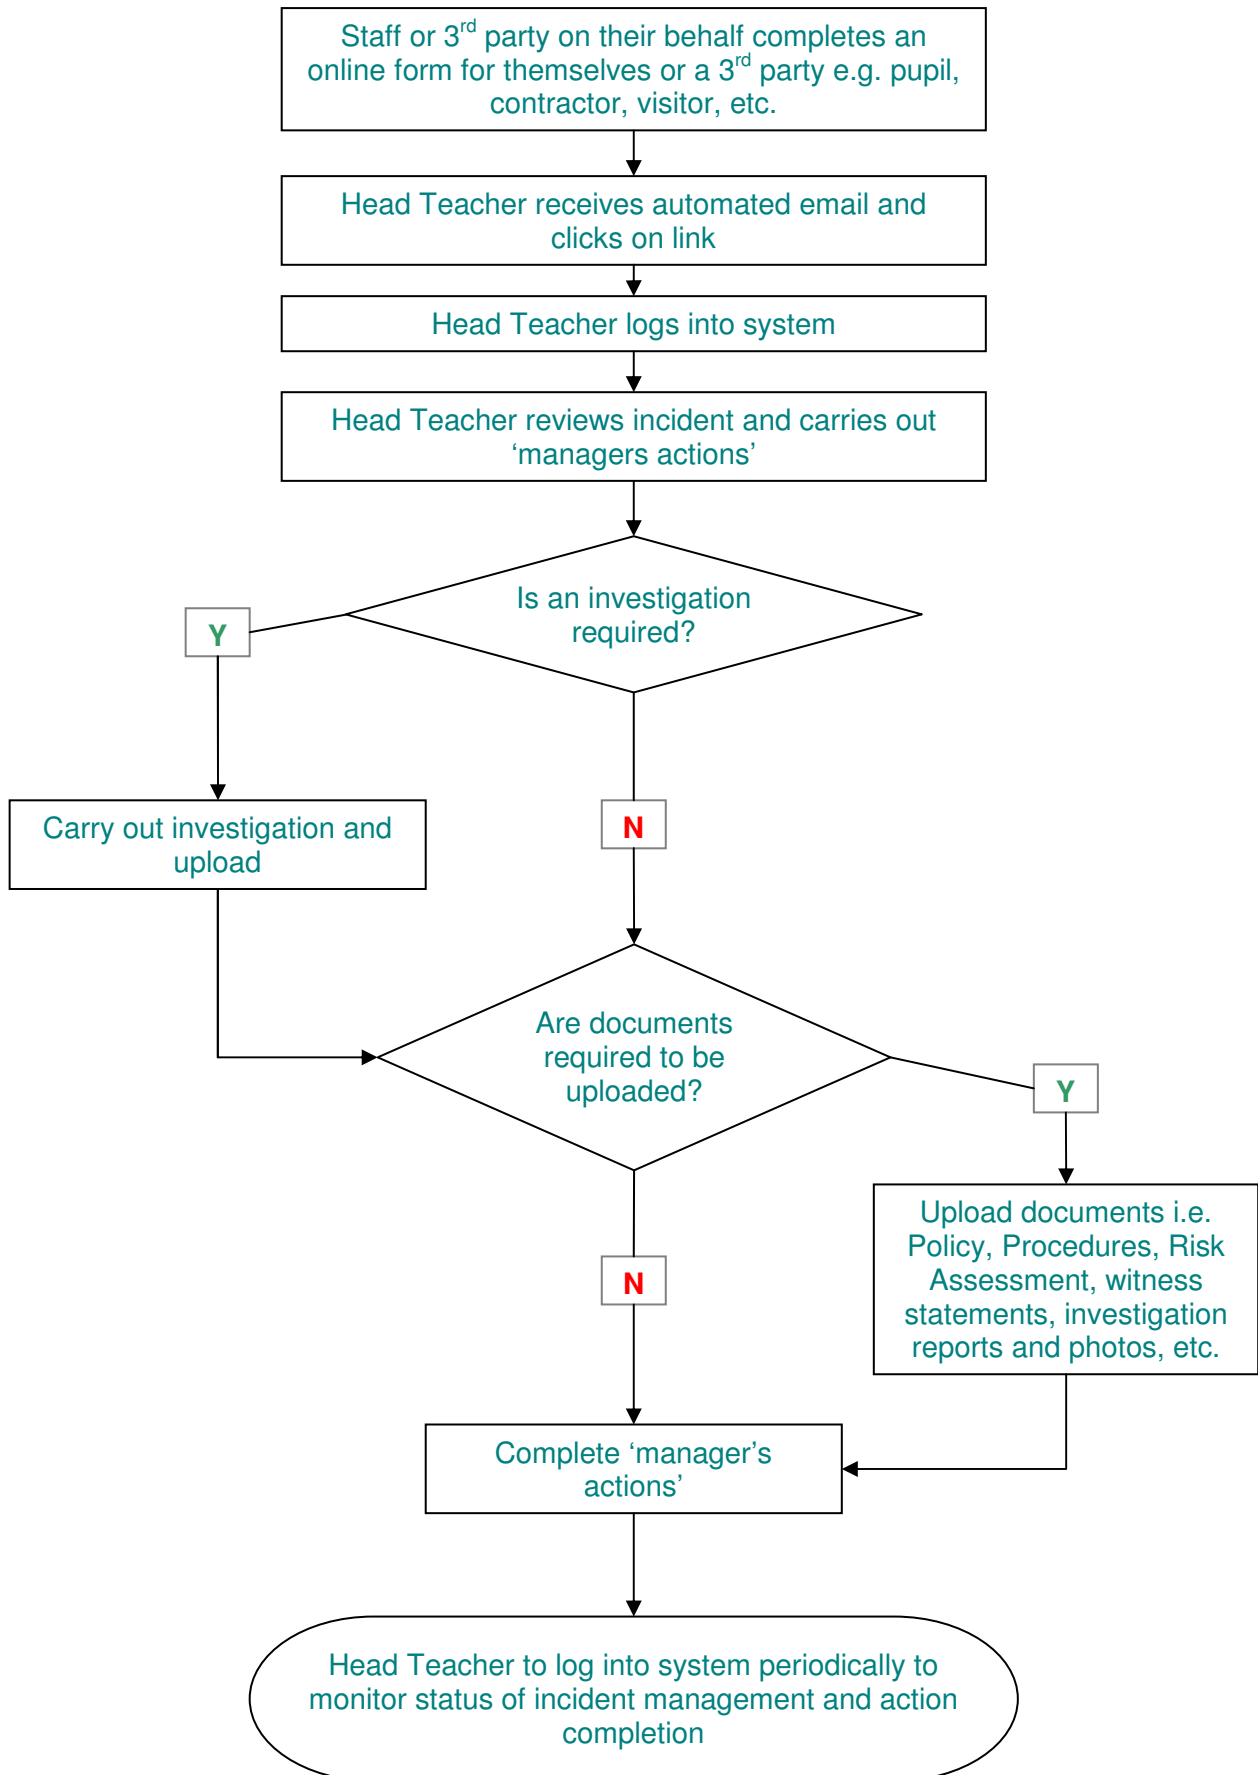 Staff or 3rd party on their behalf completes an
online form for themselves or a 3rd party e.g. pupil,
contractor, visitor, etc.
Head Teacher receives automated email and
clicks on link
Head Teacher logs into system
Head Teacher reviews incident and carries out
‘managers actions’
Is an investigation
required?
Y
Carry out investigation and
upload
N
Are documents
required to be
uploaded?
Y
Upload documents i.e.
Policy, Procedures, Risk
Assessment, witness
statements, investigation
reports and photos, etc.
N
Complete ‘manager’s
actions’
Head Teacher to log into system periodically to
monitor status of incident management and action
completion